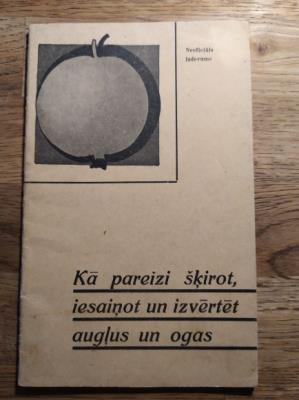 Neoficiāls
izdevums
Kā pareizi šķirot,
iesaiņot un izvērtēt
augļus un ogas